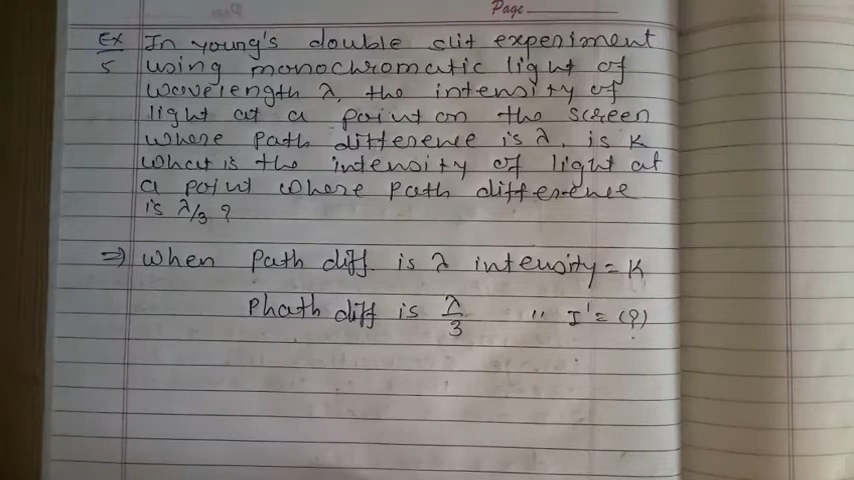 Page
Ex In young's double slit experiment
5 using monochromatic light of
wavelength λ, the intensity of
light at a point on the screen
where path difference is λ, is K
What is the intensity of light at
a point where path difference
is λ/3 ?
⇒ When path diff is λ intensity = K
Phath diff is λ/3 " I' = (?)